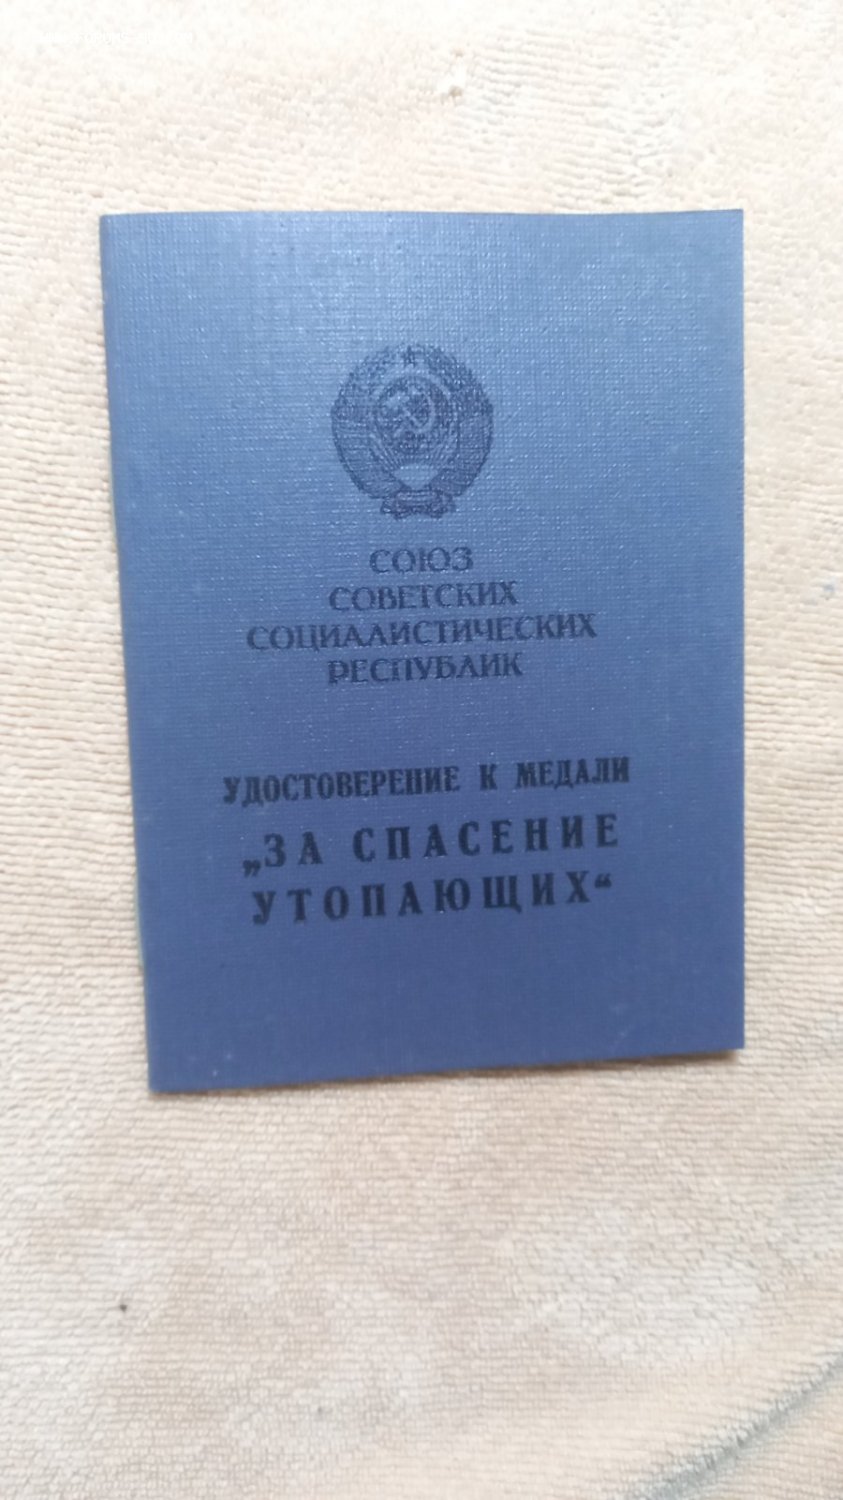 СОЮЗ
СОВЕТСКИХ
СОЦИАЛИСТИЧЕСКИХ
РЕСПУБЛИК
УДОСТОВЕРЕНИЕ К МЕДАЛИ
„ЗА СПАСЕНИЕ
УТОПАЮЩИХ“